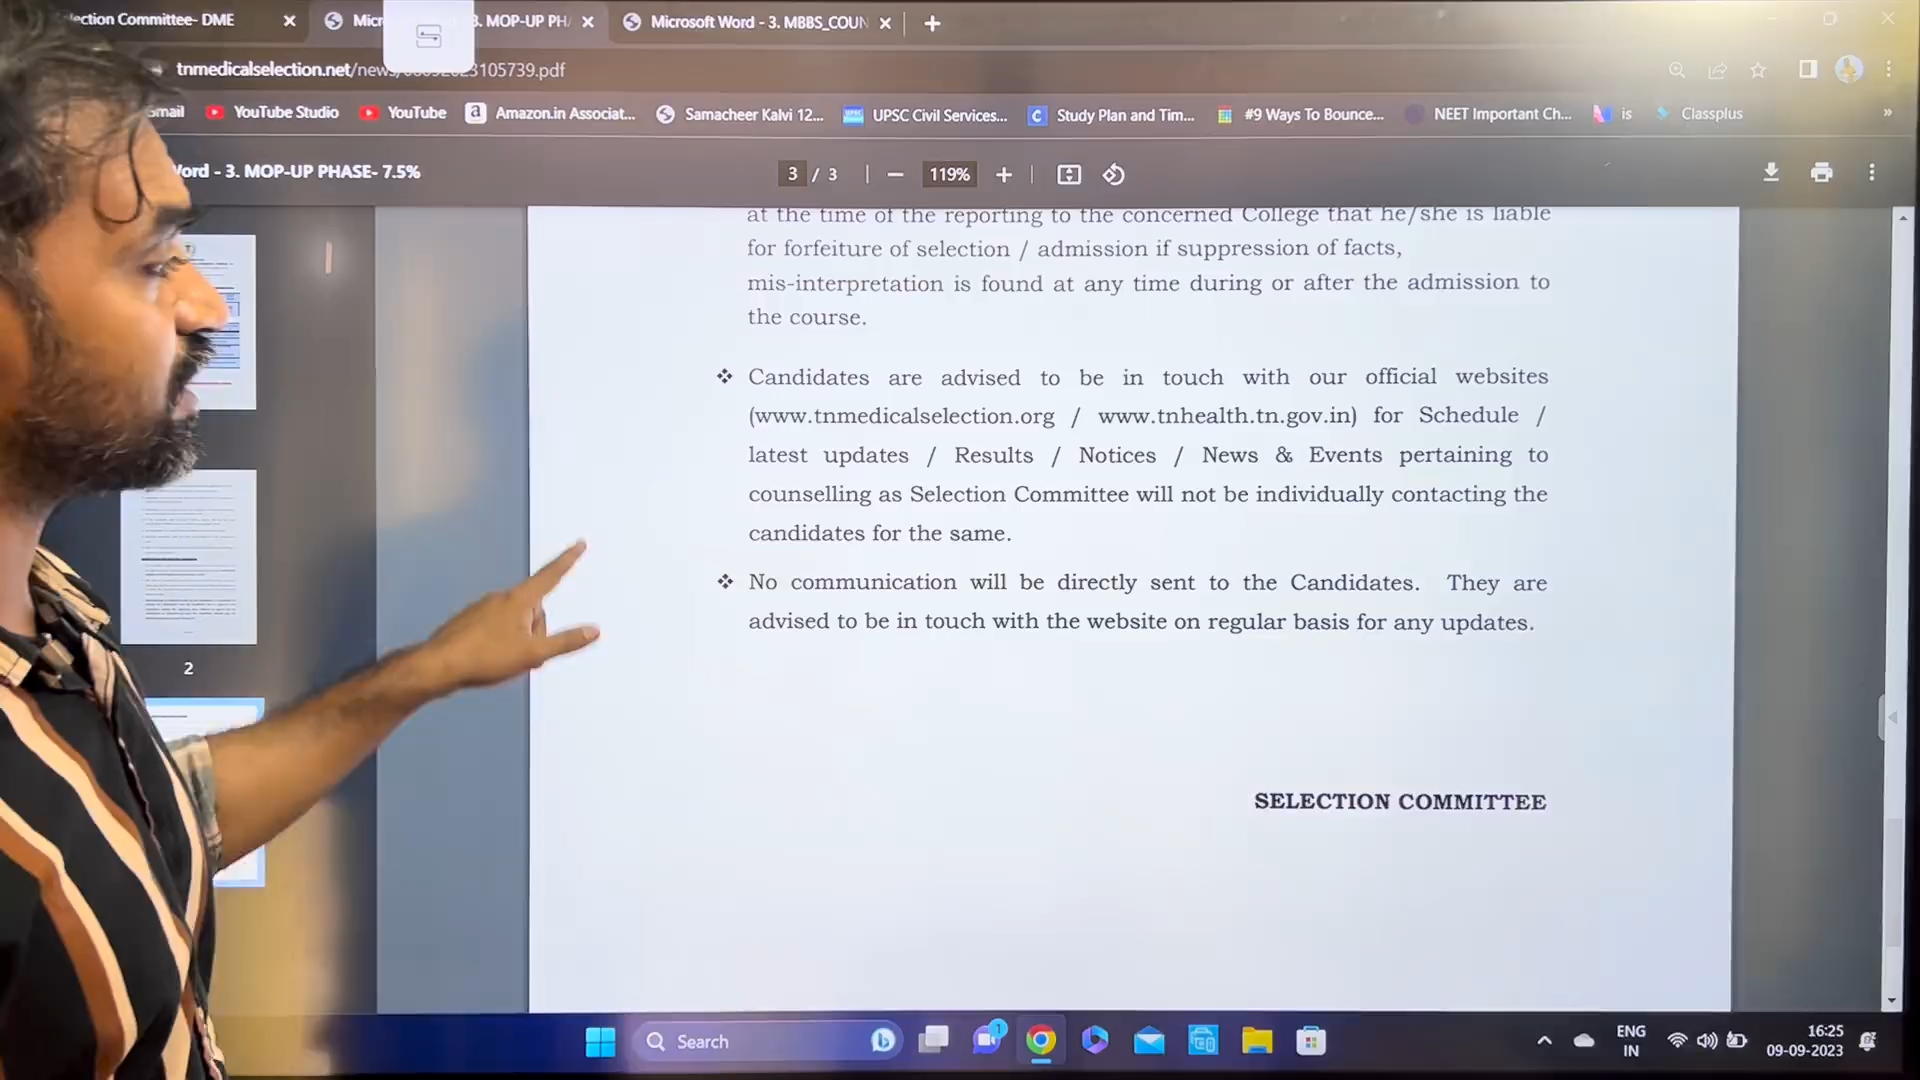 lection Committee- DME
Micr
3. MOP-UP PH
Microsoft Word - 3. MBBS_COUN
tnmedicalselection.net/news/
3105739.pdf
Gmail
YouTube Studio
YouTube
Amazon.in Associat...
Samacheer Kalvi 12...
UPSC Civil Services...
Study Plan and Tim...
#9 Ways To Bounce...
NEET Important Ch...
is
Classplus
Word - 3. MOP-UP PHASE- 7.5%
3 / 3
119%
at the time of the reporting to the concerned College that he/she is liable
for forfeiture of selection / admission if suppression of facts,
mis-interpretation is found at any time during or after the admission to
the course.
❖ Candidates are advised to be in touch with our official websites
(www.tnmedicalselection.org / www.tnhealth.tn.gov.in) for Schedule /
latest updates / Results / Notices / News & Events pertaining to
counselling as Selection Committee will not be individually contacting the
candidates for the same.
❖ No communication will be directly sent to the Candidates. They are
advised to be in touch with the website on regular basis for any updates.
SELECTION COMMITTEE
2
Search
1
ENG
IN
16:25
09-09-2023